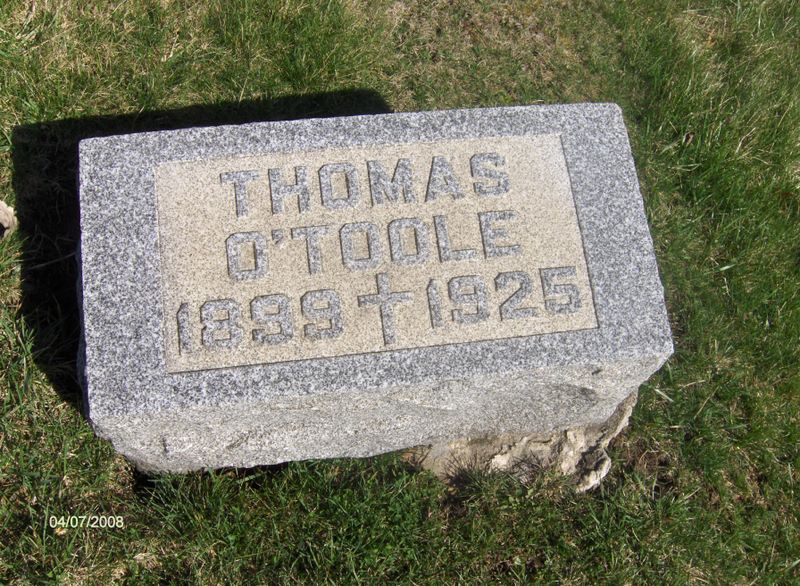 THOMAS
O'TOOLE
1899 ✝ 1925
04/07/2008